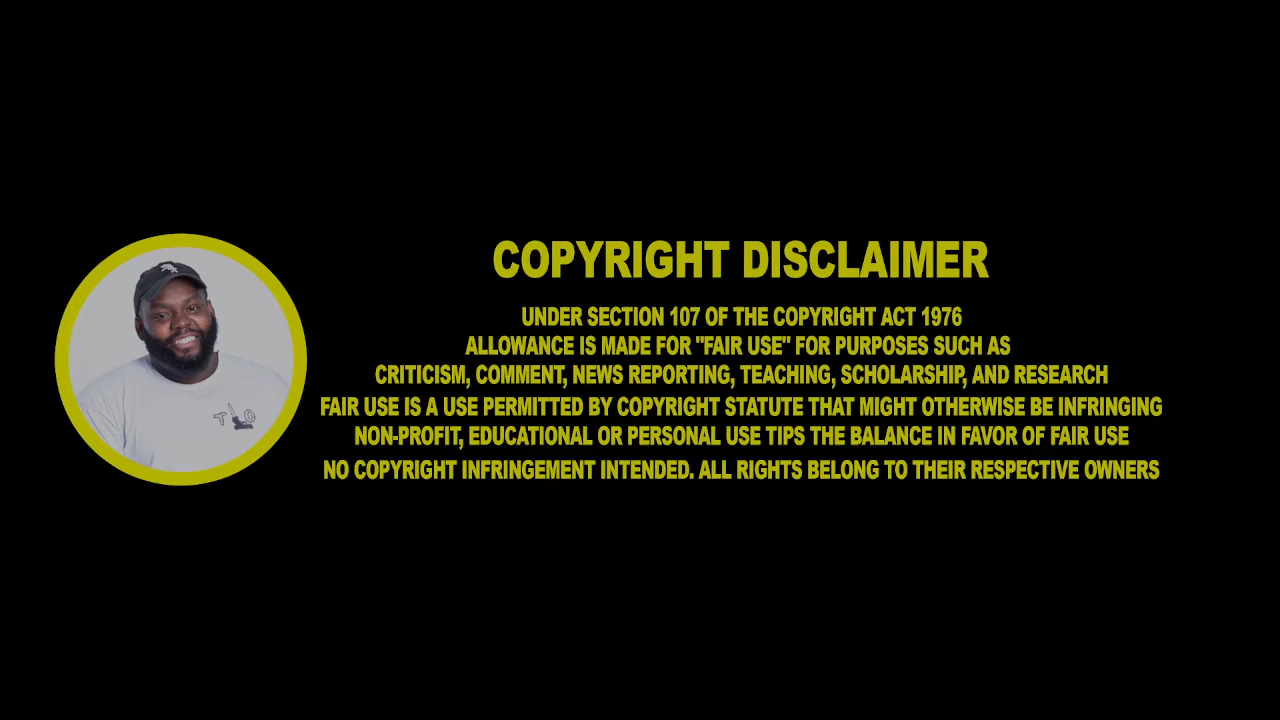 COPYRIGHT DISCLAIMER
UNDER SECTION 107 OF THE COPYRIGHT ACT 1976
ALLOWANCE IS MADE FOR "FAIR USE" FOR PURPOSES SUCH AS
CRITICISM, COMMENT, NEWS REPORTING, TEACHING, SCHOLARSHIP, AND RESEARCH
FAIR USE IS A USE PERMITTED BY COPYRIGHT STATUTE THAT MIGHT OTHERWISE BE INFRINGING
T L O
NON-PROFIT, EDUCATIONAL OR PERSONAL USE TIPS THE BALANCE IN FAVOR OF FAIR USE
NO COPYRIGHT INFRINGEMENT INTENDED. ALL RIGHTS BELONG TO THEIR RESPECTIVE OWNERS